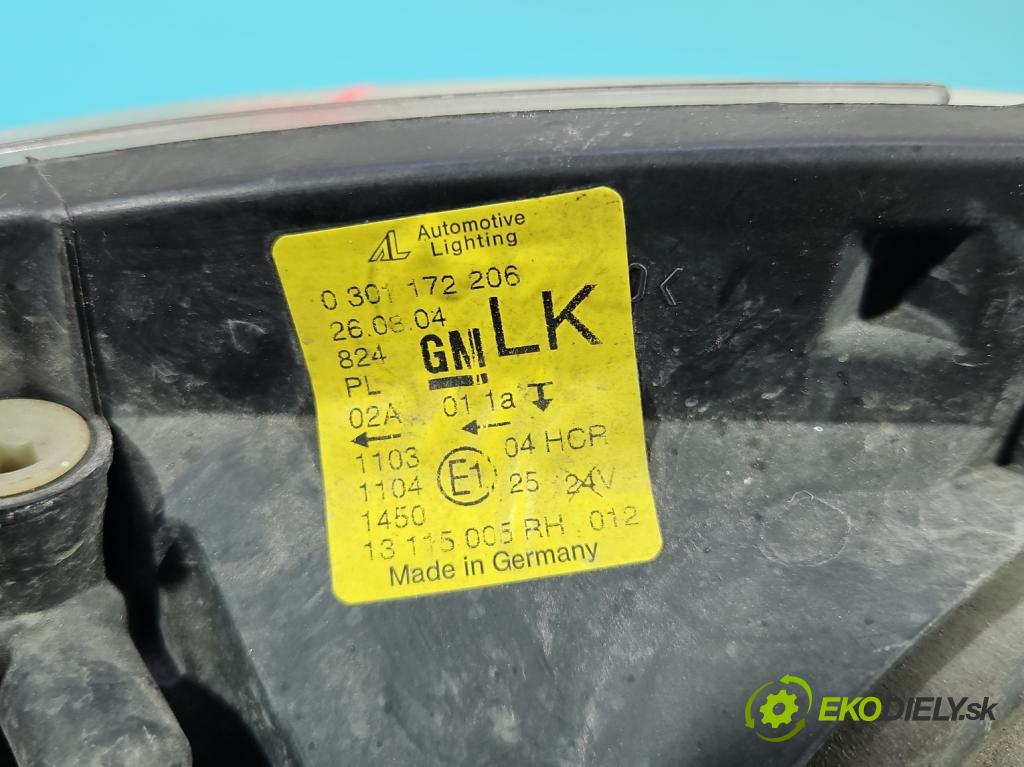 Automotive
Lighting
0 301 172 206
26.08.04
824
GM
LK
PL
02A 01 1a
1103 04 HCR
1104 E1 25 24V
1450
13 115 005 RH 012
Made in Germany
EKODIELY.sk